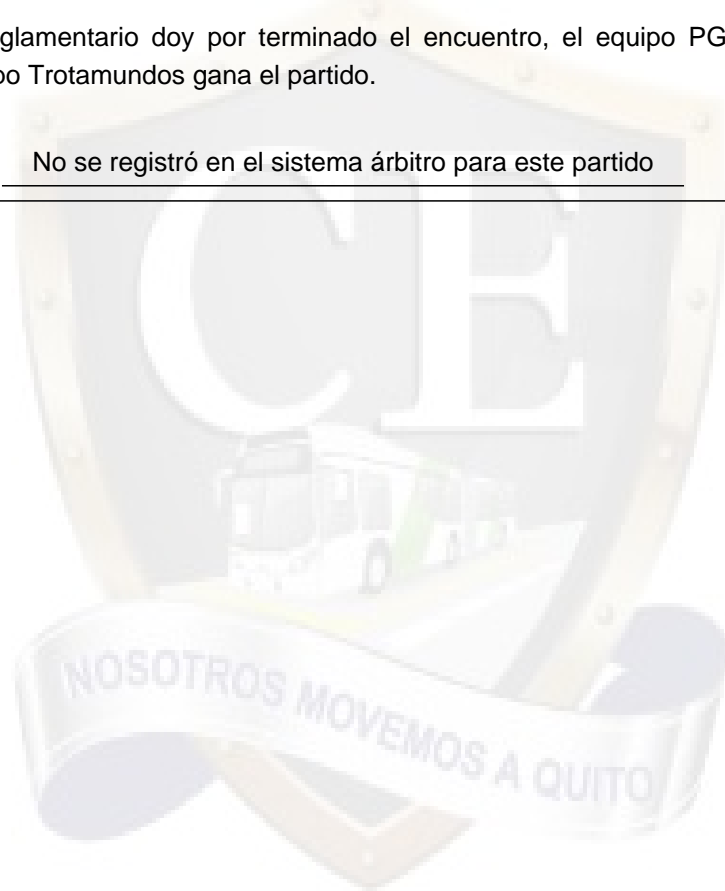 glamentario doy por terminado el encuentro, el equipo PG
o Trotamundos gana el partido.
No se registró en el sistema árbitro para este partido
CE
NOSOTROS MOVEMOS A QUITO